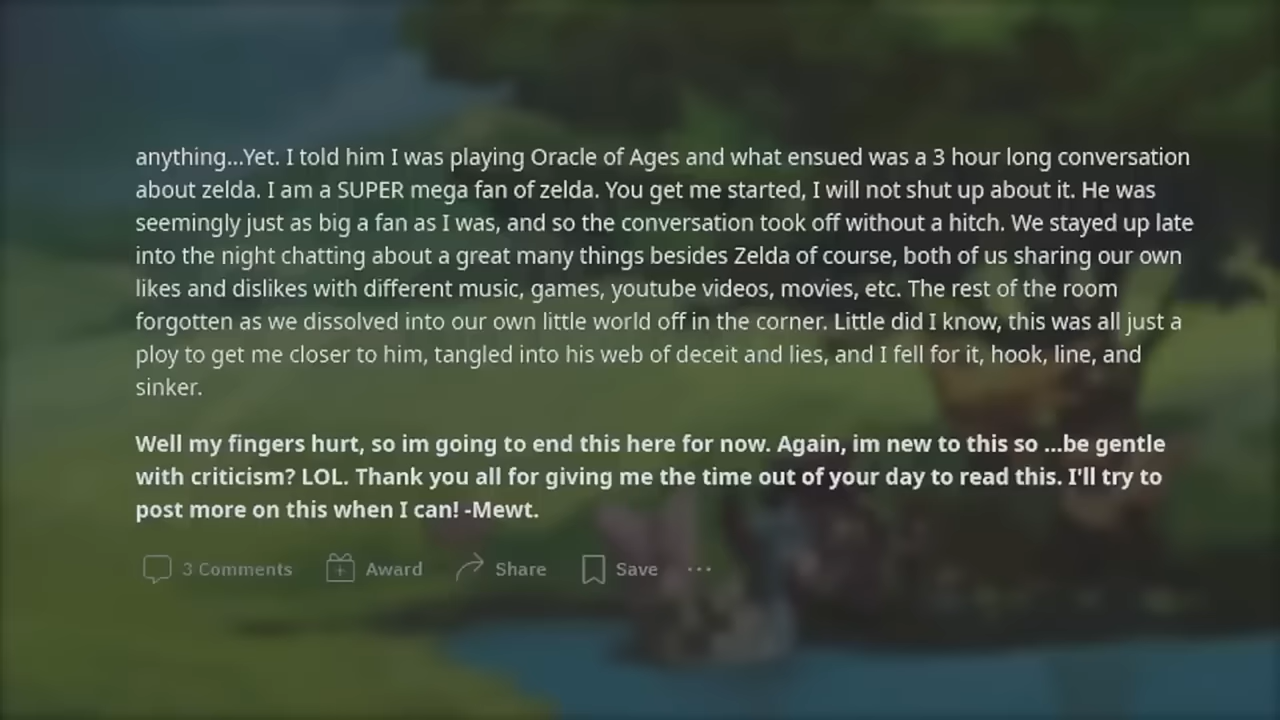 anything...Yet. I told him I was playing Oracle of Ages and what ensued was a 3 hour long conversation
about zelda. I am a SUPER mega fan of zelda. You get me started, I will not shut up about it. He was
seemingly just as big a fan as I was, and so the conversation took off without a hitch. We stayed up late
into the night chatting about a great many things besides Zelda of course, both of us sharing our own
likes and dislikes with different music, games, youtube videos, movies, etc. The rest of the room
forgotten as we dissolved into our own little world off in the corner. Little did I know, this was all just a
ploy to get me closer to him, tangled into his web of deceit and lies, and I fell for it, hook, line, and
sinker.
Well my fingers hurt, so im going to end this here for now. Again, im new to this so ...be gentle
with criticism? LOL. Thank you all for giving me the time out of your day to read this. I'll try to
post more on this when I can! -Mewt.
3 Comments Award Share Save ...